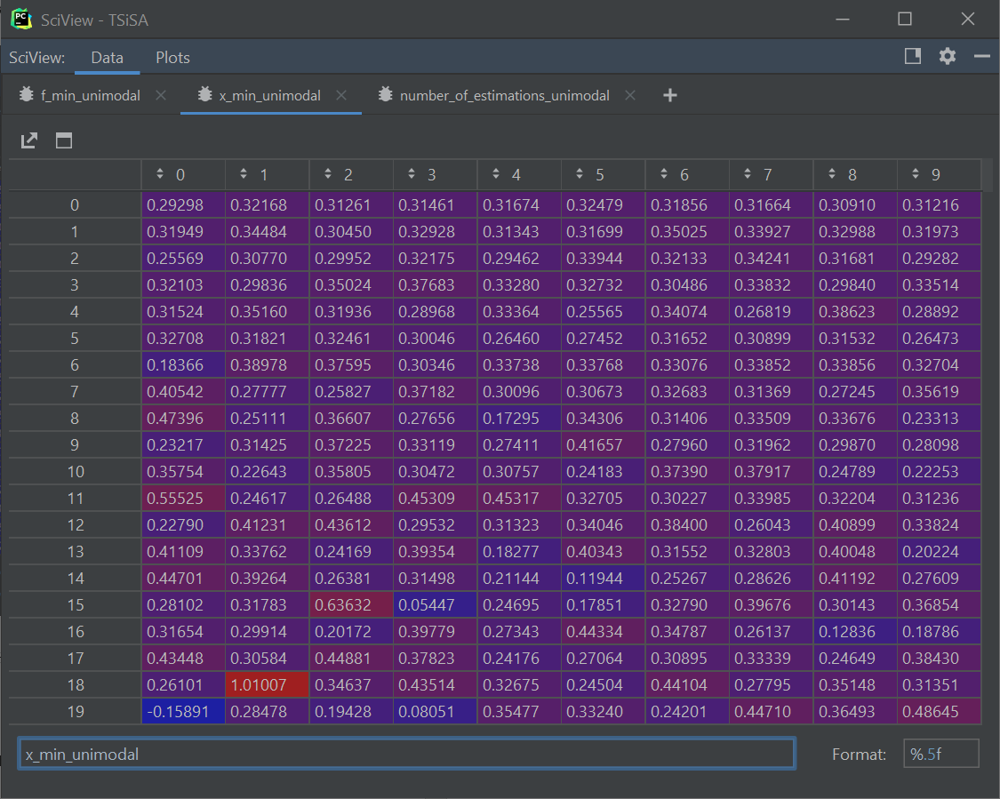 PC SciView - TSiSA
SciView: Data Plots
f_min_unimodal x_min_unimodal number_of_estimations_unimodal
0 1 2 3 4 5 6 7 8 9
0 0.29298 0.32168 0.31261 0.31461 0.31674 0.32479 0.31856 0.31664 0.30910 0.31216
1 0.31949 0.34484 0.30450 0.32928 0.31343 0.31699 0.35025 0.33927 0.32988 0.31973
2 0.25569 0.30770 0.29952 0.32175 0.29462 0.33944 0.32133 0.34241 0.31681 0.29282
3 0.32103 0.29836 0.35024 0.37683 0.33280 0.32732 0.30486 0.33832 0.29840 0.33514
4 0.31524 0.35160 0.31936 0.28968 0.33364 0.25565 0.34074 0.26819 0.38623 0.28892
5 0.32708 0.31821 0.32461 0.30046 0.26460 0.27452 0.31652 0.30899 0.31532 0.26473
6 0.18366 0.38978 0.37595 0.30346 0.33738 0.33768 0.33076 0.33852 0.33856 0.32704
7 0.40542 0.27777 0.25827 0.37182 0.30096 0.30673 0.32683 0.31369 0.27245 0.35619
8 0.47396 0.25111 0.36607 0.27656 0.17295 0.34306 0.31406 0.33509 0.33676 0.23313
9 0.23217 0.31425 0.37225 0.33119 0.27411 0.41657 0.27960 0.31962 0.29870 0.28098
10 0.35754 0.22643 0.35805 0.30472 0.30757 0.24183 0.37390 0.37917 0.24789 0.22253
11 0.55525 0.24617 0.26488 0.45309 0.45317 0.32705 0.30227 0.33985 0.32204 0.31236
12 0.22790 0.41231 0.43612 0.29532 0.31323 0.34046 0.38400 0.26043 0.40899 0.33824
13 0.41109 0.33762 0.24169 0.39354 0.18277 0.40343 0.31552 0.32803 0.40048 0.20224
14 0.44701 0.39264 0.26381 0.31498 0.21144 0.11944 0.25267 0.28626 0.41192 0.27609
15 0.28102 0.31783 0.63632 0.05447 0.24695 0.17851 0.32790 0.39676 0.30143 0.36854
16 0.31654 0.29914 0.20172 0.39779 0.27343 0.44334 0.34787 0.26137 0.12836 0.18786
17 0.43448 0.30584 0.44881 0.37823 0.24176 0.27064 0.30895 0.33339 0.24649 0.38430
18 0.26101 1.01007 0.34637 0.43514 0.32675 0.24504 0.44104 0.27795 0.35148 0.31351
19 -0.15891 0.28478 0.19428 0.08051 0.35477 0.33240 0.24201 0.44710 0.36493 0.48645
x_min_unimodal Format: %.5f